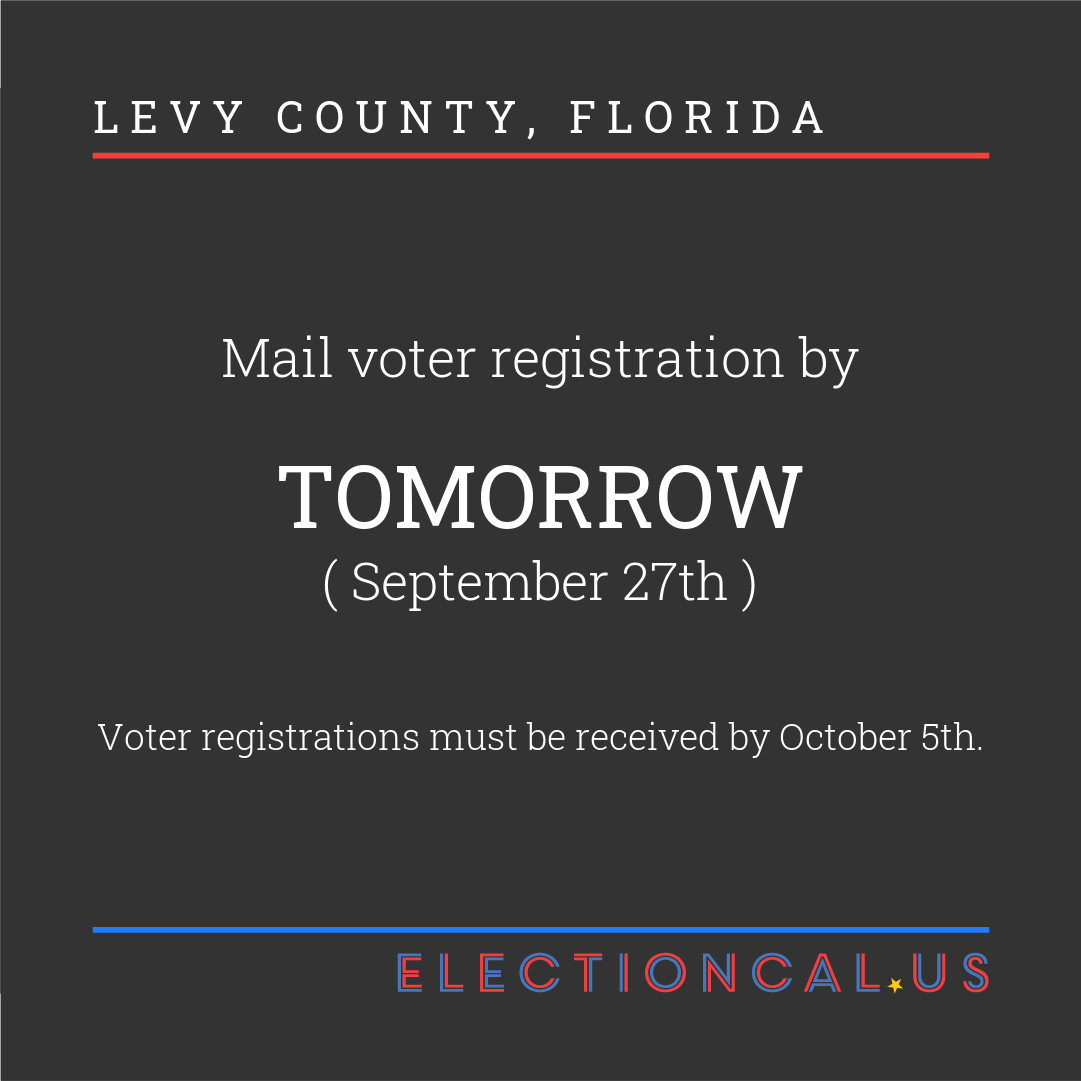 LEVY COUNTY, FLORIDA
Mail voter registration by
TOMORROW
( September 27th )
Voter registrations must be received by October 5th.
ELECTIONCAL.US